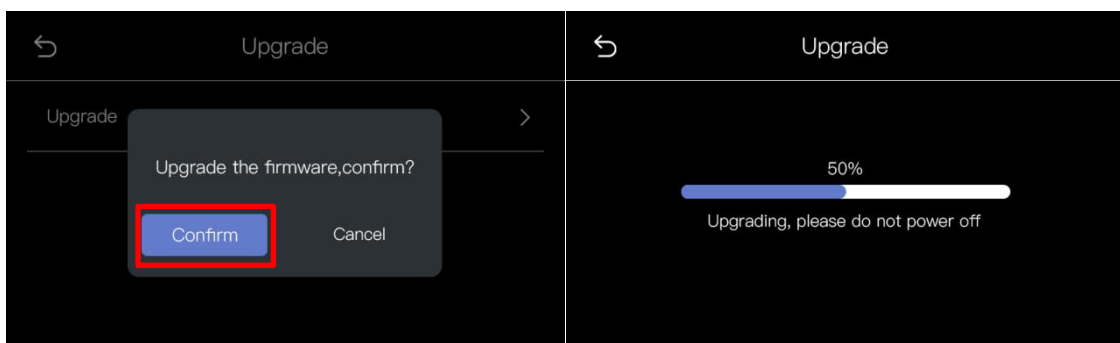 Upgrade
Upgrade
Upgrade the firmware,confirm?
Confirm Cancel
Upgrade
50%
Upgrading, please do not power off